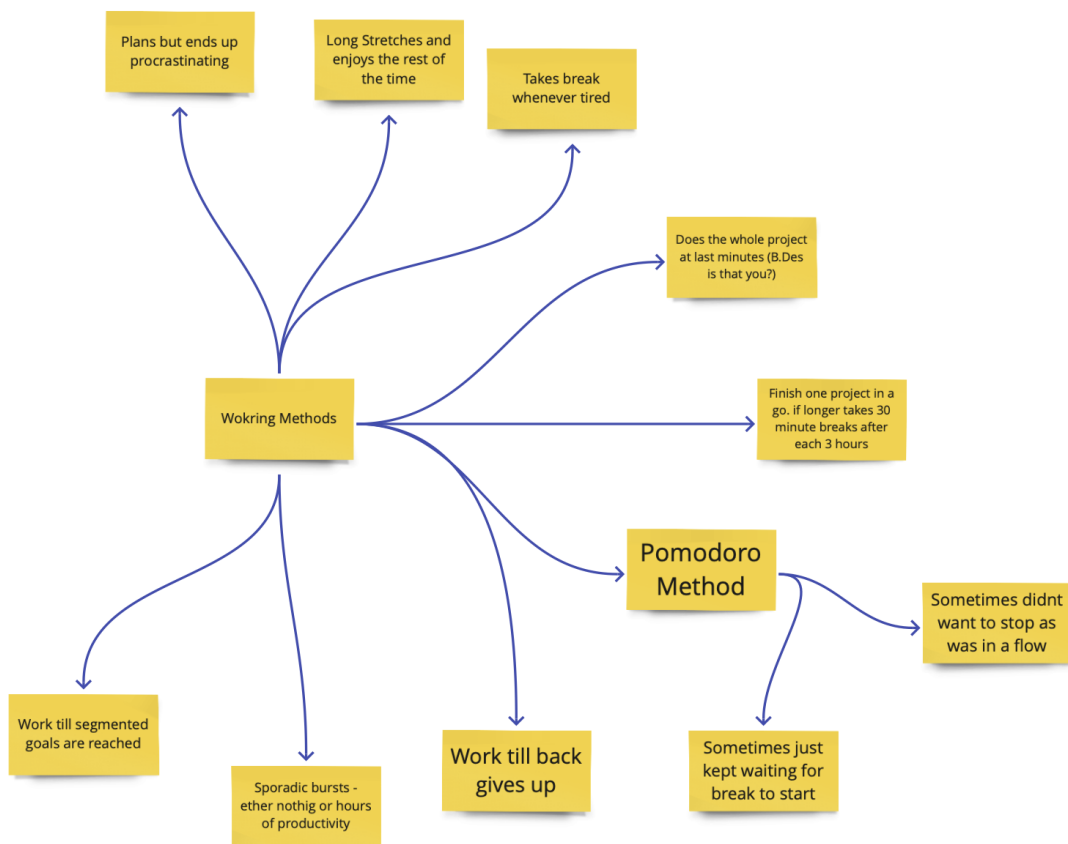 Plans but ends up
procrastinating
Long Stretches and
enjoys the rest of
the time
Takes break
whenever tired
Does the whole project
at last minutes (B.Des
is that you?)
Wokring Methods
Finish one project in a
go. if longer takes 30
minute breaks after
each 3 hours
Pomodoro
Method
Sometimes didnt
want to stop as
was in a flow
Work till segmented
goals are reached
Sporadic bursts -
ether nothig or hours
of productivity
Work till back
gives up
Sometimes just
kept waiting for
break to start